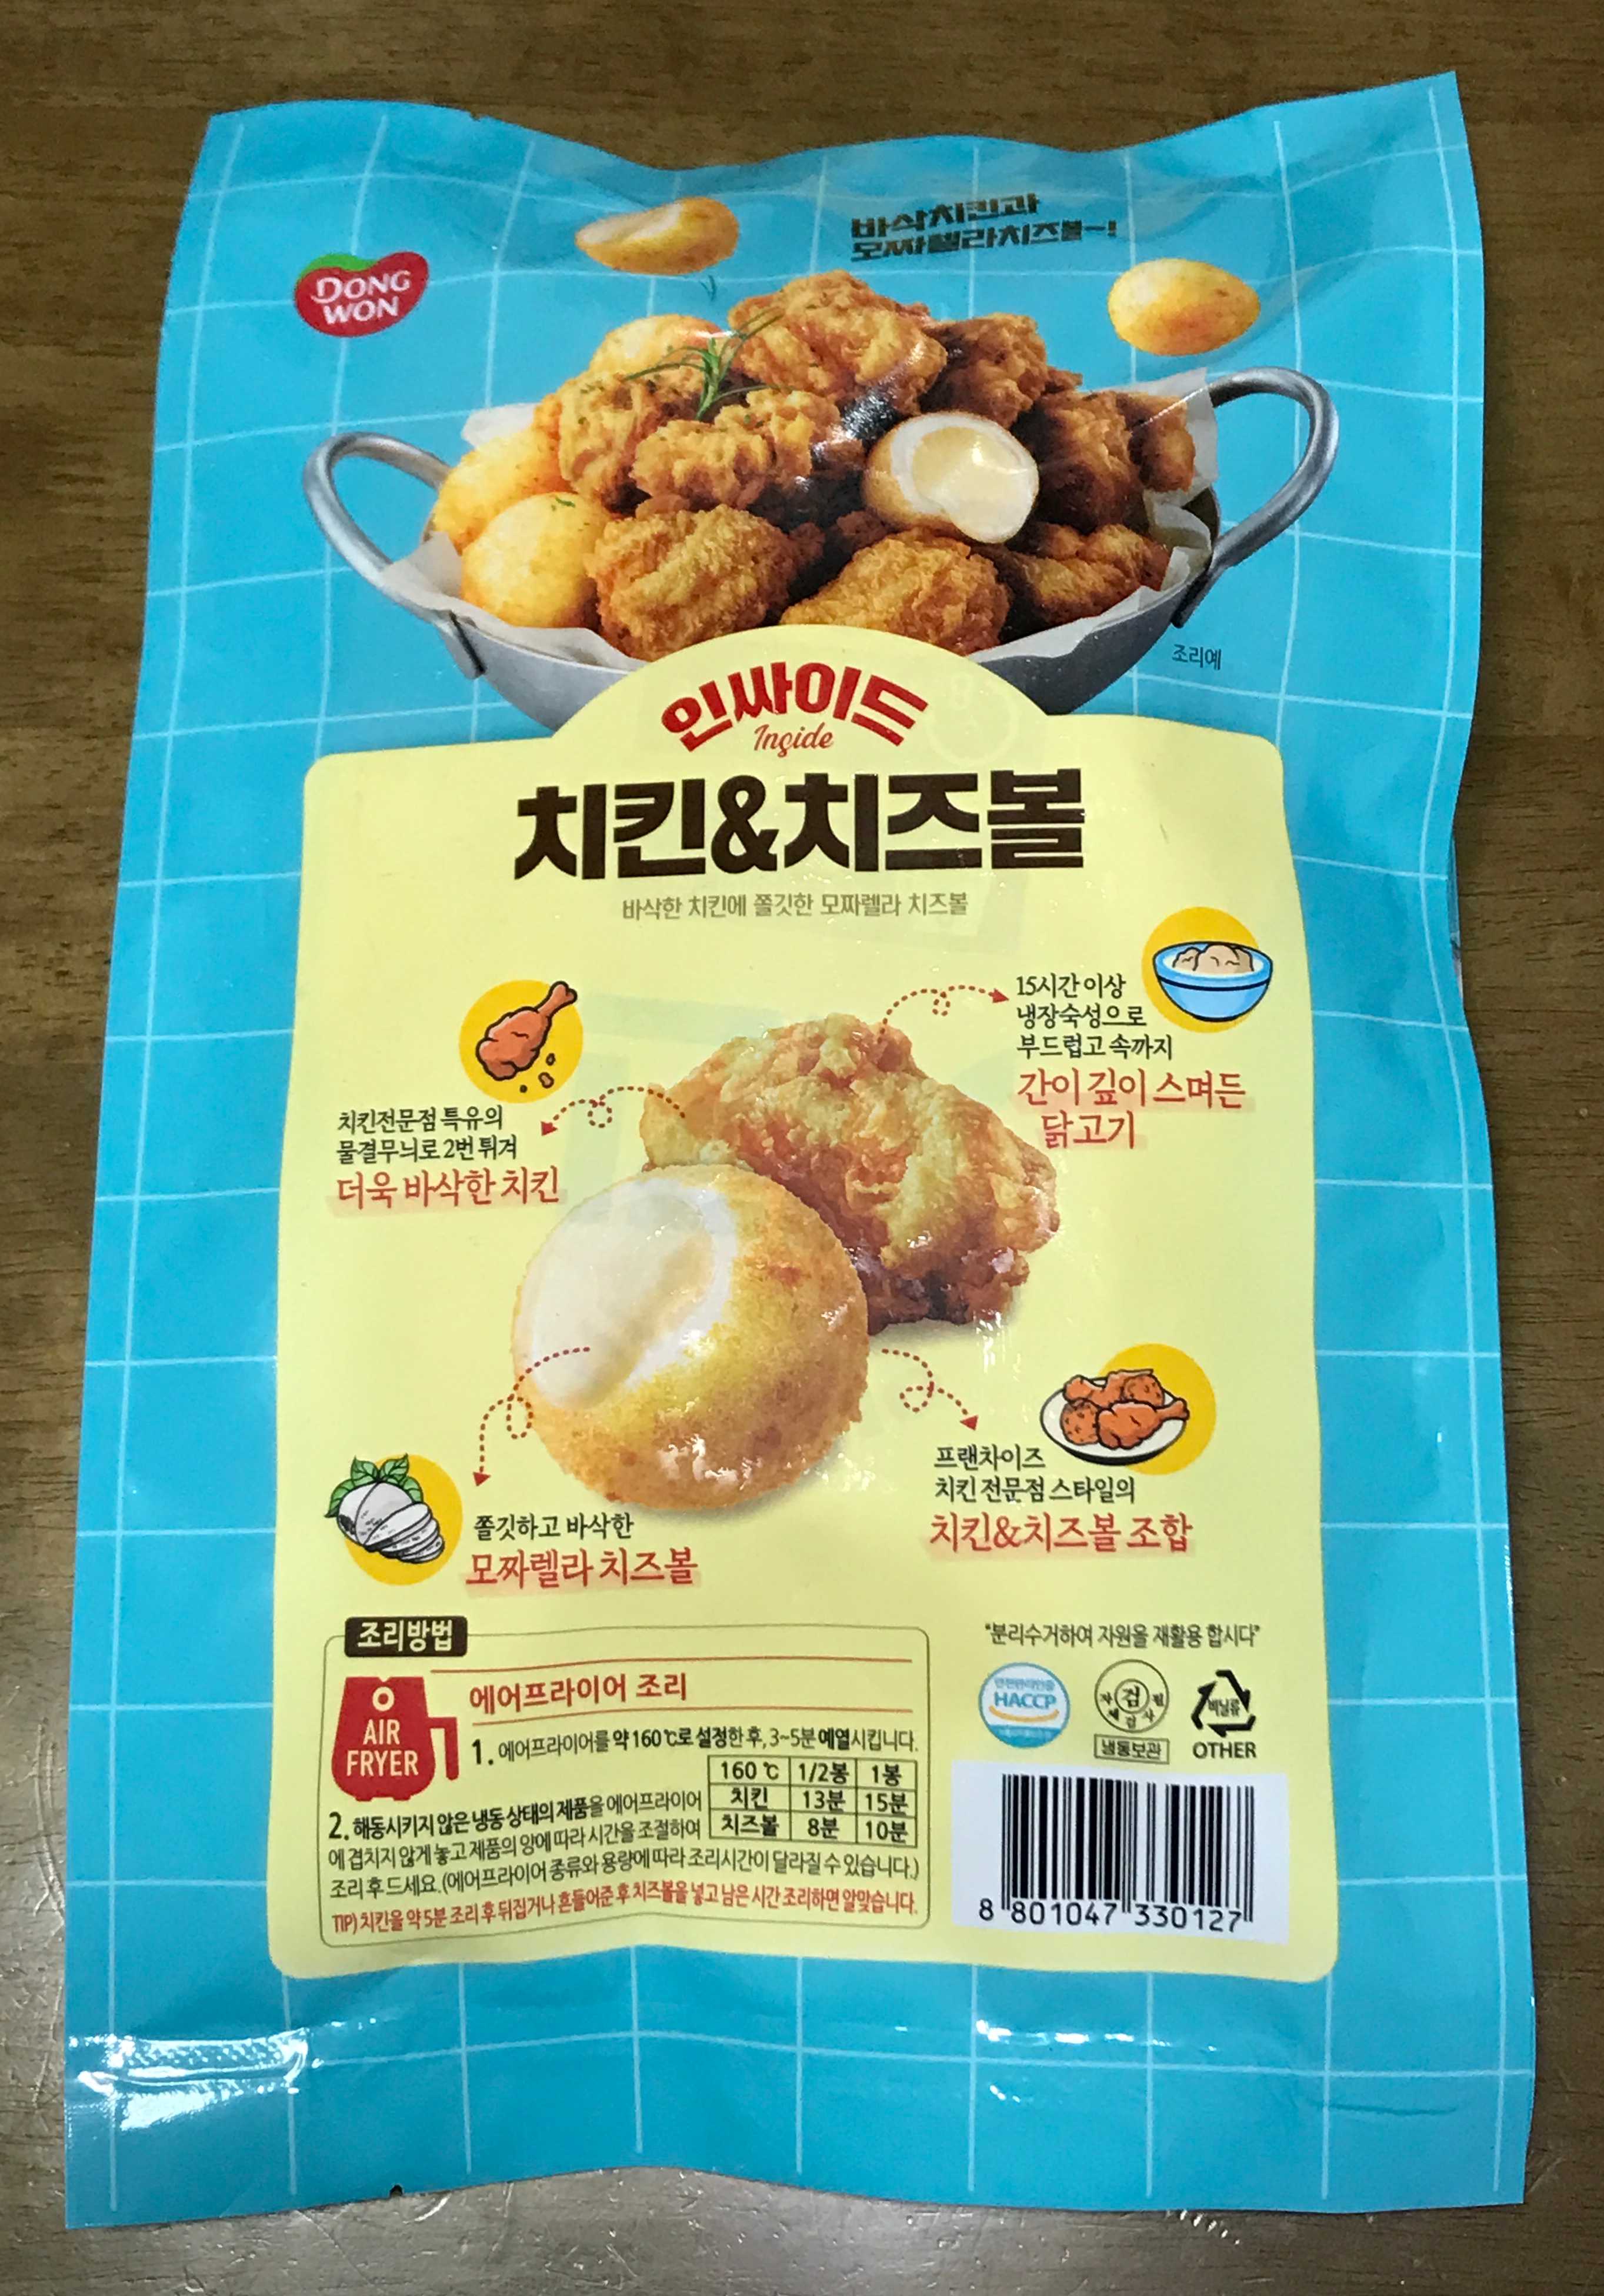 DONG
WON
바삭치킨과
모짜렐라치즈볼~!
조리예
인싸이드
Inside
치킨&치즈볼
바삭한 치킨에 쫄깃한 모짜렐라 치즈볼
치킨전문점 특유의
물결무늬로 2번 튀겨
더욱 바삭한 치킨
15시간 이상
냉장숙성으로
부드럽고 속까지
간이 깊이 스며든
닭고기
쫄깃하고 바삭한
모짜렐라 치즈볼
프랜차이즈
치킨 전문점 스타일의
치킨&치즈볼 조합
조리방법
AIR
FRYER
에어프라이어 조리
1. 에어프라이어를 약 160℃로 설정한 후, 3~5분 예열시킵니다.
160℃ 1/2봉 1봉
치킨 13분 15분
치즈볼 8분 10분
2. 해동시키지 않은 냉동 상태의 제품을 에어프라이어
에 겹치지 않게 놓고 제품의 양에 따라 시간을 조절하여
조리 후 드세요.(에어프라이어 종류와 용량에 따라 조리시간이 달라질 수 있습니다.)
TIP) 치킨을 약 5분 조리 후 뒤집거나 흔들어준 후 치즈볼을 넣고 남은 시간 조리하면 알맞습니다.
"분리수거하여 자원을 재활용 합시다"
안전관리인증
HACCP
자 검 필
체 검 사
냉동보관
비닐류
OTHER
8 801047 330127